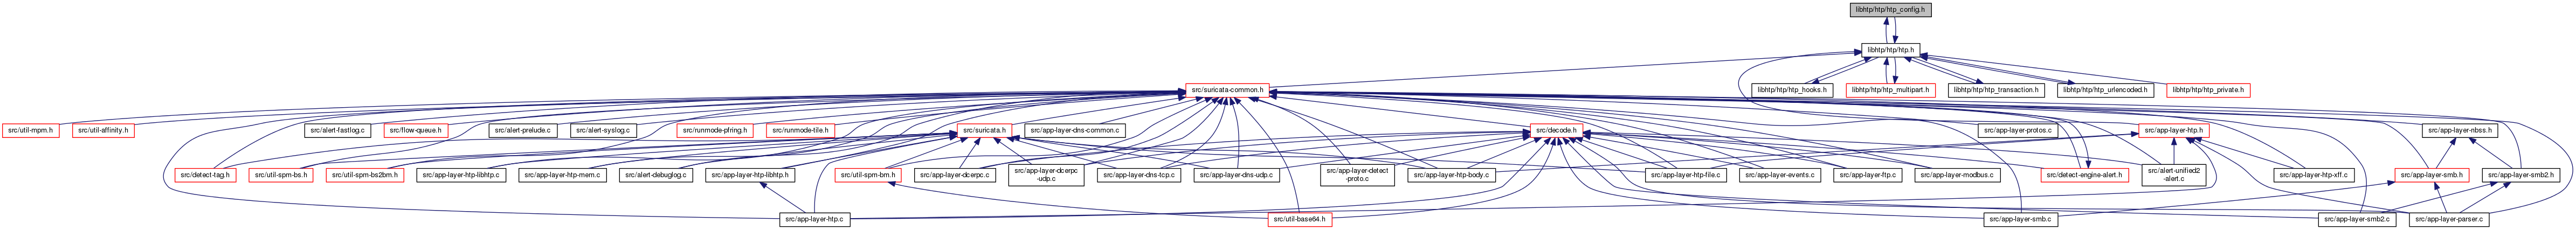 libhtp/htp/htp_config.h
libhtp/htp/htp.h
src/suricata-common.h
libhtp/htp/htp_hooks.h
libhtp/htp/htp_multipart.h
libhtp/htp/htp_transaction.h
libhtp/htp/htp_urlencoded.h
libhtp/htp/htp_private.h
src/util-mpm.h
src/util-affinity.h
src/alert-fastlog.c
src/flow-queue.h
src/alert-prelude.c
src/alert-syslog.c
src/runmode-pfring.h
src/runmode-tile.h
src/suricata.h
src/app-layer-dns-common.c
src/decode.h
src/app-layer-protos.c
src/app-layer-htp.h
src/app-layer-nbss.h
src/detect-tag.h
src/util-spm-bs.h
src/util-spm-bs2bm.h
src/app-layer-htp-libhtp.c
src/app-layer-htp-mem.c
src/alert-debuglog.c
src/app-layer-htp-libhtp.h
src/util-spm-bm.h
src/app-layer-dcerpc.c
src/app-layer-dcerpc
-udp.c
src/app-layer-dns-tcp.c
src/app-layer-dns-udp.c
src/app-layer-detect
-proto.c
src/app-layer-htp-body.c
src/app-layer-htp-file.c
src/app-layer-events.c
src/app-layer-ftp.c
src/app-layer-modbus.c
src/detect-engine-alert.h
src/alert-unified2
-alert.c
src/app-layer-htp-xff.c
src/app-layer-smb.h
src/app-layer-smb2.h
src/app-layer-htp.c
src/util-base64.h
src/app-layer-smb.c
src/app-layer-smb2.c
src/app-layer-parser.c